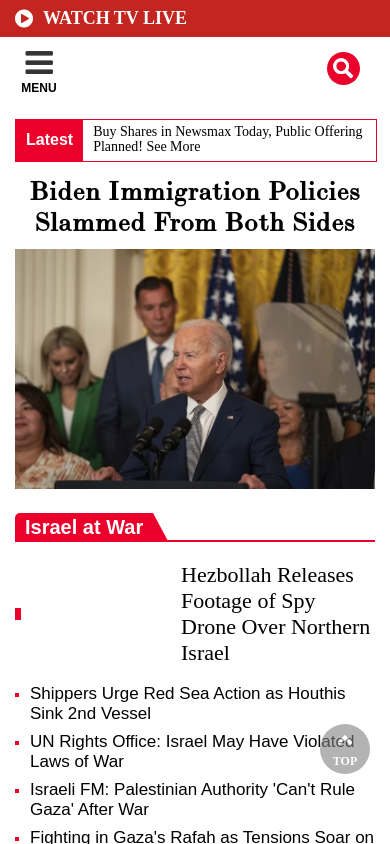 WATCH TV LIVE
MENU
Latest
Buy Shares in Newsmax Today, Public Offering
Planned! See More
Biden Immigration Policies
Slammed From Both Sides
Israel at War
Hezbollah Releases
Footage of Spy
Drone Over Northern
Israel
Shippers Urge Red Sea Action as Houthis
Sink 2nd Vessel
UN Rights Office: Israel May Have Violated
Laws of War
TOP
Israeli FM: Palestinian Authority 'Can't Rule
Gaza' After War
Fighting in Gaza's Rafah as Tensions Soar on